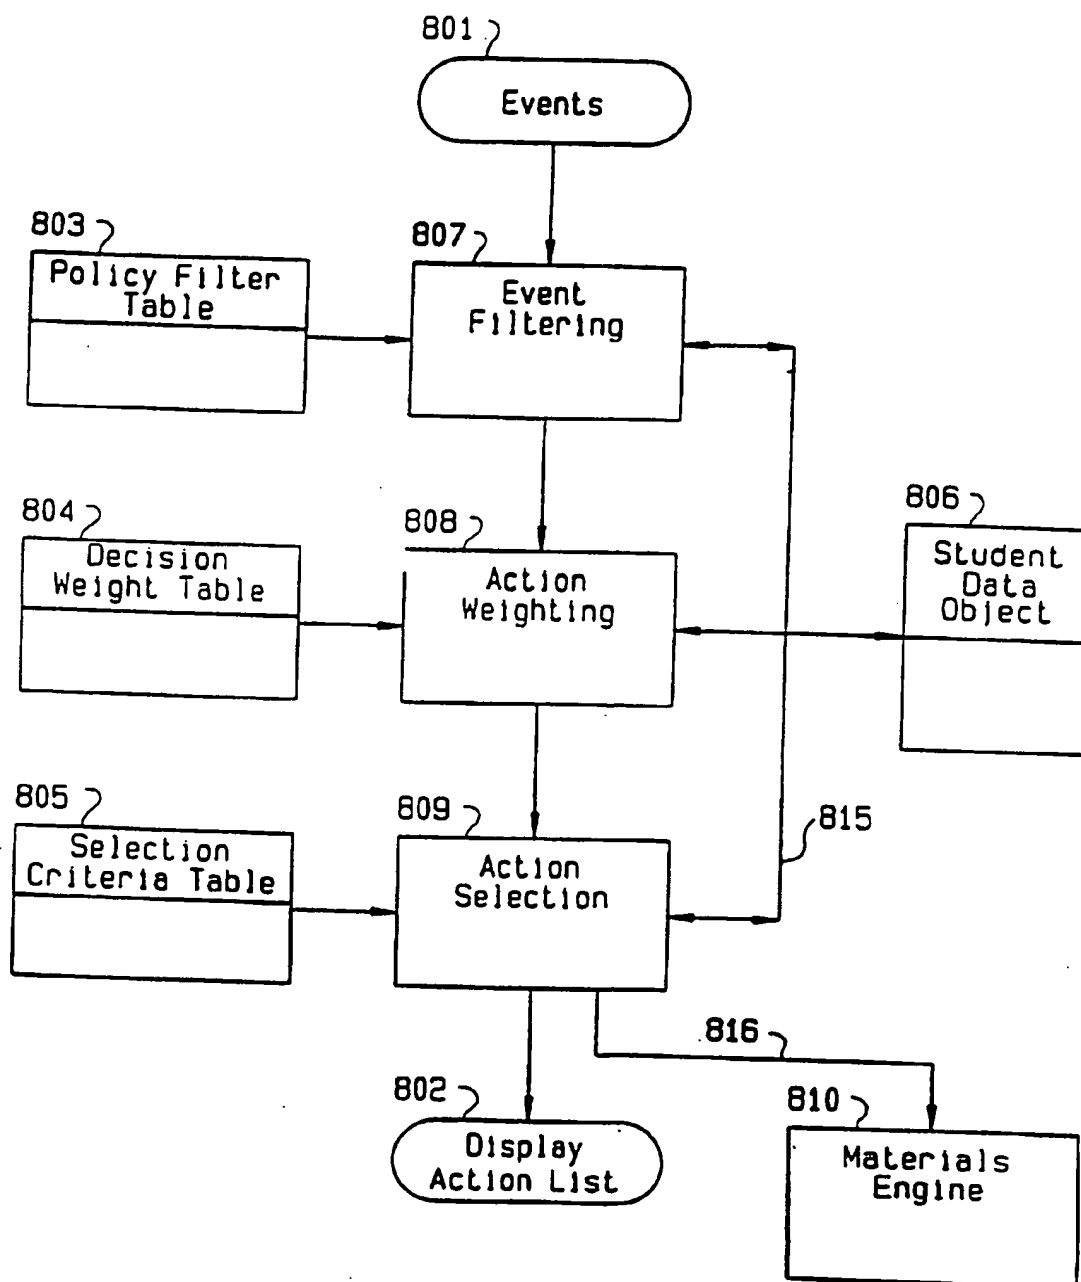 801
Events
803
Policy Filter
Table
807
Event
Filtering
804
Decision
Weight Table
808
Action
Weighting
806
Student
Data
Object
805
Selection
Criteria Table
809
Action
Selection
815
816
802
Display
Action List
810
Materials
Engine